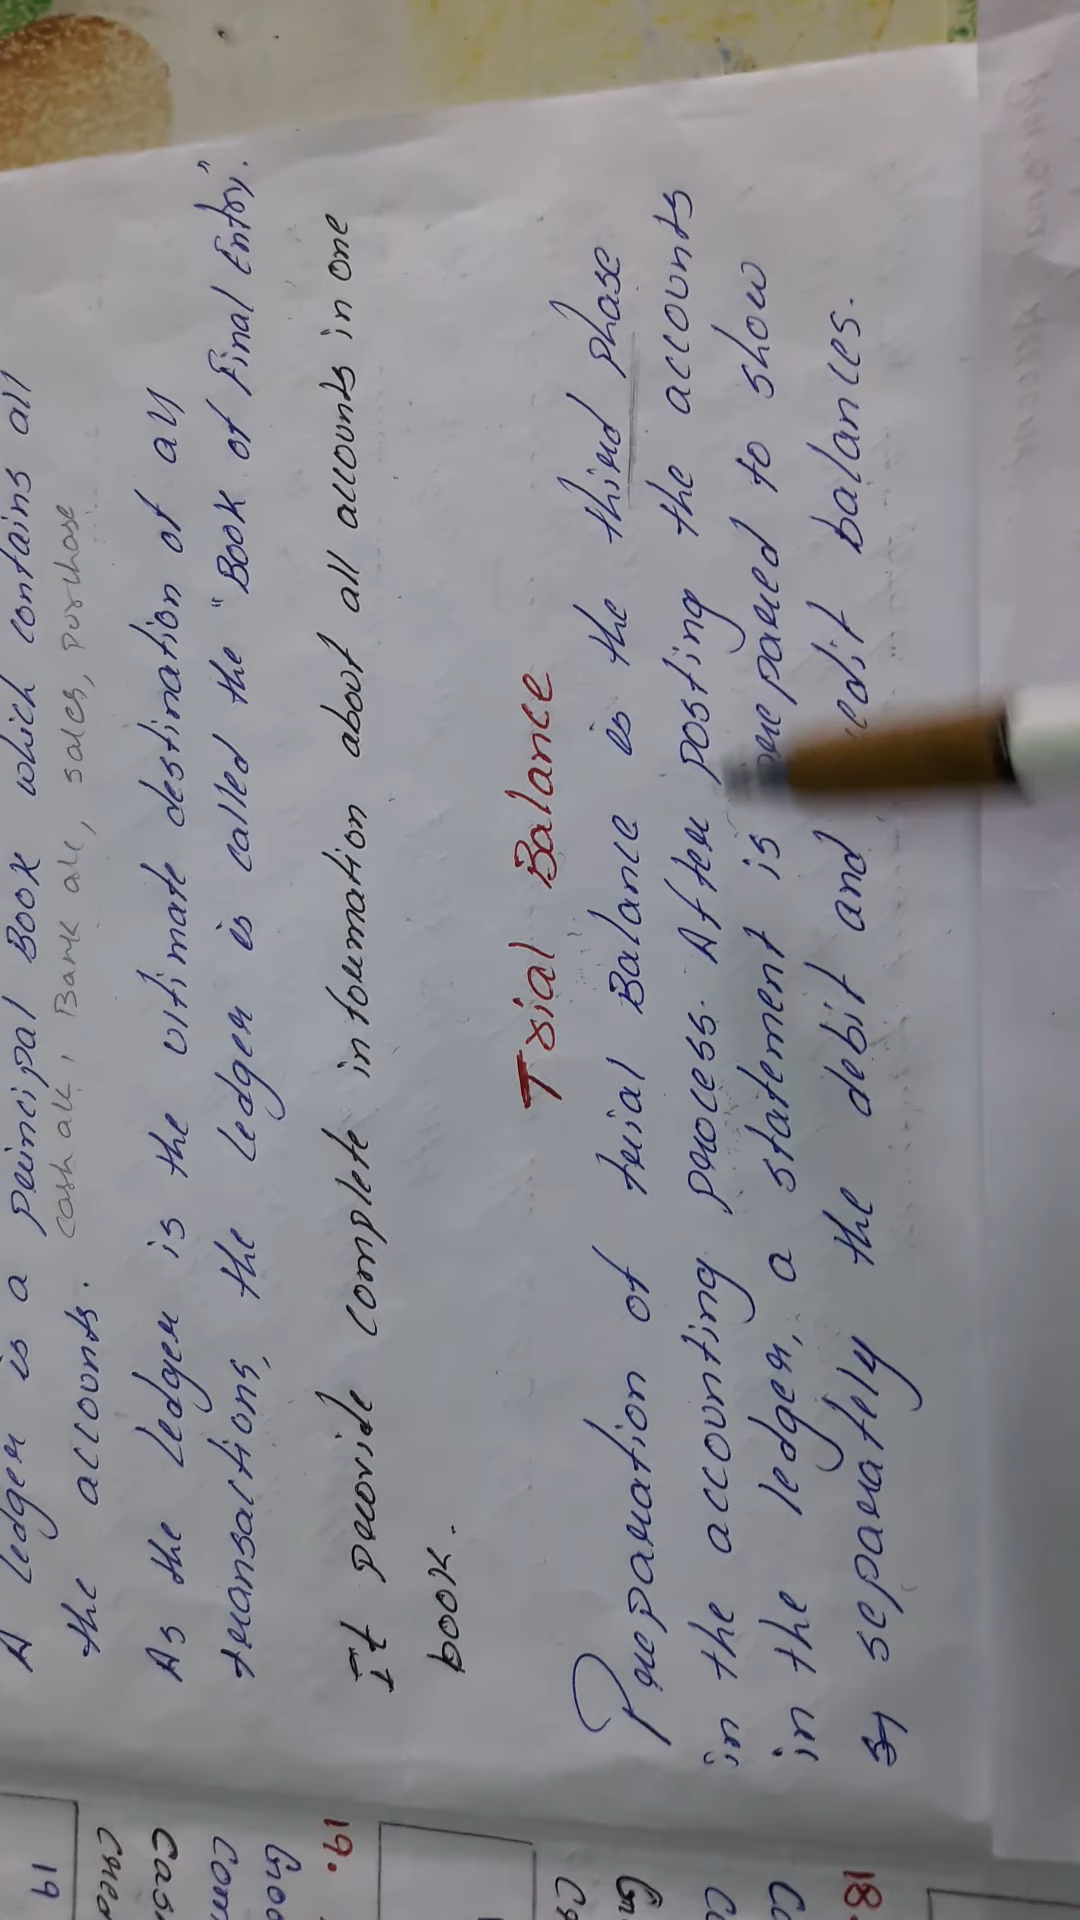 A Ledger is a principal Book which contains all
the accounts. cash a/c, Bank a/c, sales, purchase
As the Ledger is the ultimate destination of all
transactions, the Ledger is called the "Book of Final Entry".
It provide complete information about all accounts in one
book.
Trial Balance
Preparation of trial Balance is the third phase
in the accounting process. After posting the accounts
in the ledger, a statement is prepared to show
separately the debit and balances.
19.
18.
19